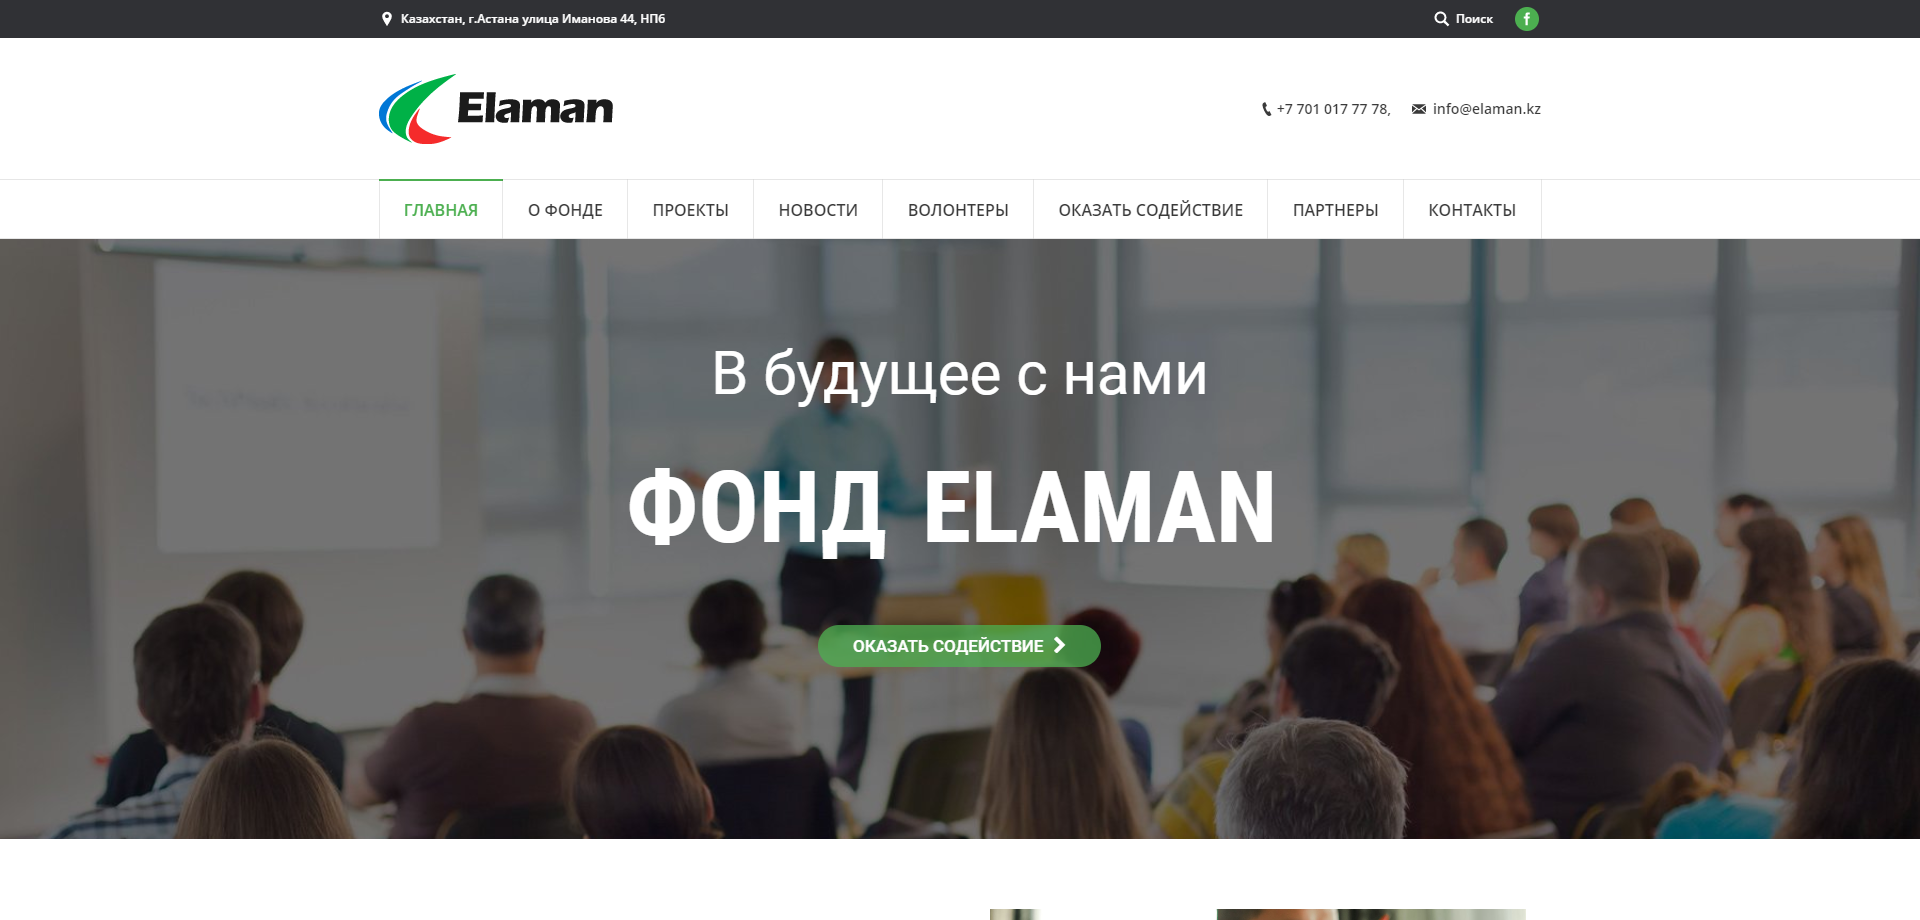 Казахстан, г.Астана улица Иманова 44, НП6
Поиск
f
Elaman
+7 701 017 77 78,
info@elaman.kz
ГЛАВНАЯ
О ФОНДЕ
ПРОЕКТЫ
НОВОСТИ
ВОЛОНТЕРЫ
ОКАЗАТЬ СОДЕЙСТВИЕ
ПАРТНЕРЫ
КОНТАКТЫ
В будущее с нами
ФОНД ELAMAN
ОКАЗАТЬ СОДЕЙСТВИЕ